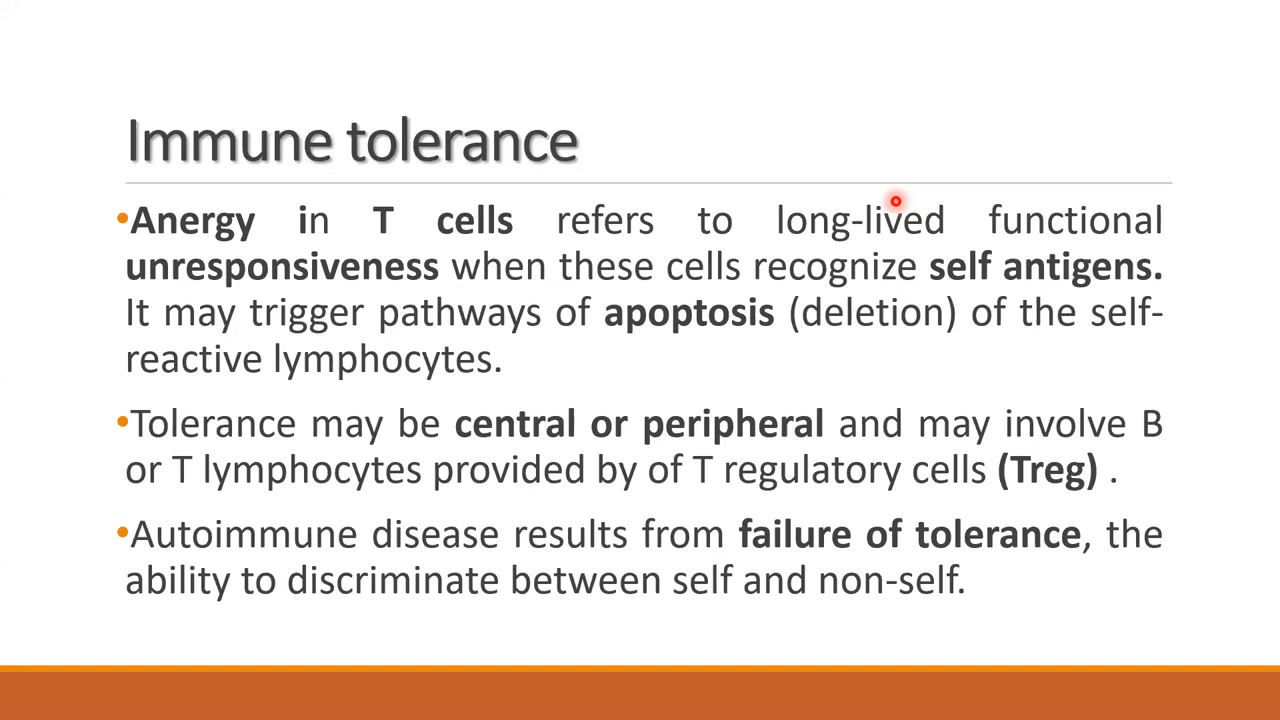 Immune tolerance
•Anergy in T cells refers to long-lived functional
unresponsiveness when these cells recognize self antigens.
It may trigger pathways of apoptosis (deletion) of the self-
reactive lymphocytes.
•Tolerance may be central or peripheral and may involve B
or T lymphocytes provided by of T regulatory cells (Treg) .
•Autoimmune disease results from failure of tolerance, the
ability to discriminate between self and non-self.